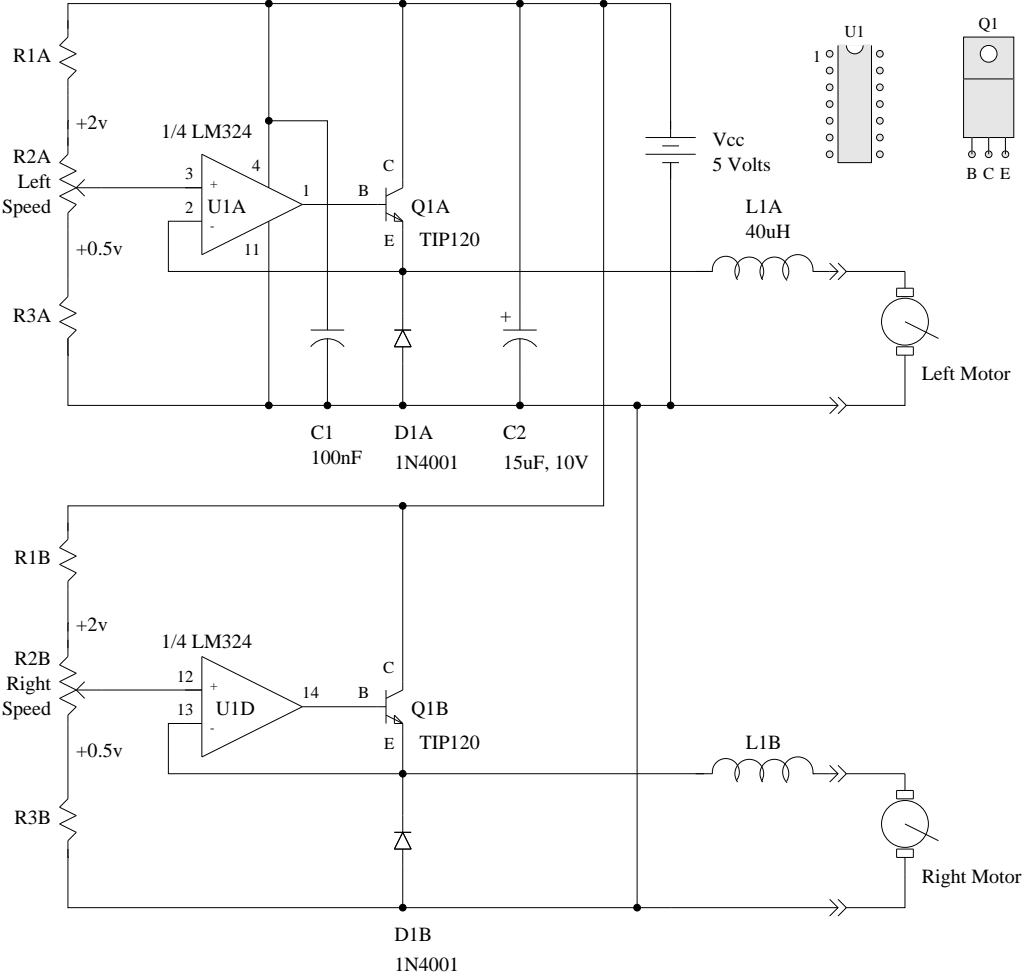 U1
1
Q1
B C E
R1A
+2v
R2A
Left
Speed
+0.5v
R3A
1/4 LM324
3
+
2
-
U1A
4
11
1
B
C
E
Q1A
TIP120
Vcc
5 Volts
L1A
40uH
+
Left Motor
C1
100nF
D1A
1N4001
C2
15uF, 10V
R1B
+2v
R2B
Right
Speed
+0.5v
R3B
1/4 LM324
12
+
13
-
U1D
14
B
C
E
Q1B
TIP120
L1B
Right Motor
D1B
1N4001